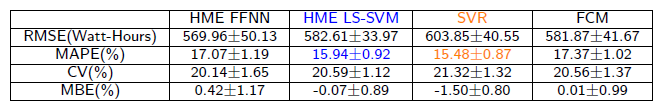 HME FFNN HME LS-SVM SVR FCM
RMSE(Watt-Hours) 569.96±50.13 582.61±33.97 603.85±40.55 581.87±41.67
MAPE(%) 17.07±1.19 15.94±0.92 15.48±0.87 17.37±1.02
CV(%) 20.14±1.65 20.59±1.12 21.32±1.32 20.56±1.37
MBE(%) 0.42±1.17 -0.07±0.89 -1.50±0.80 0.01±0.99